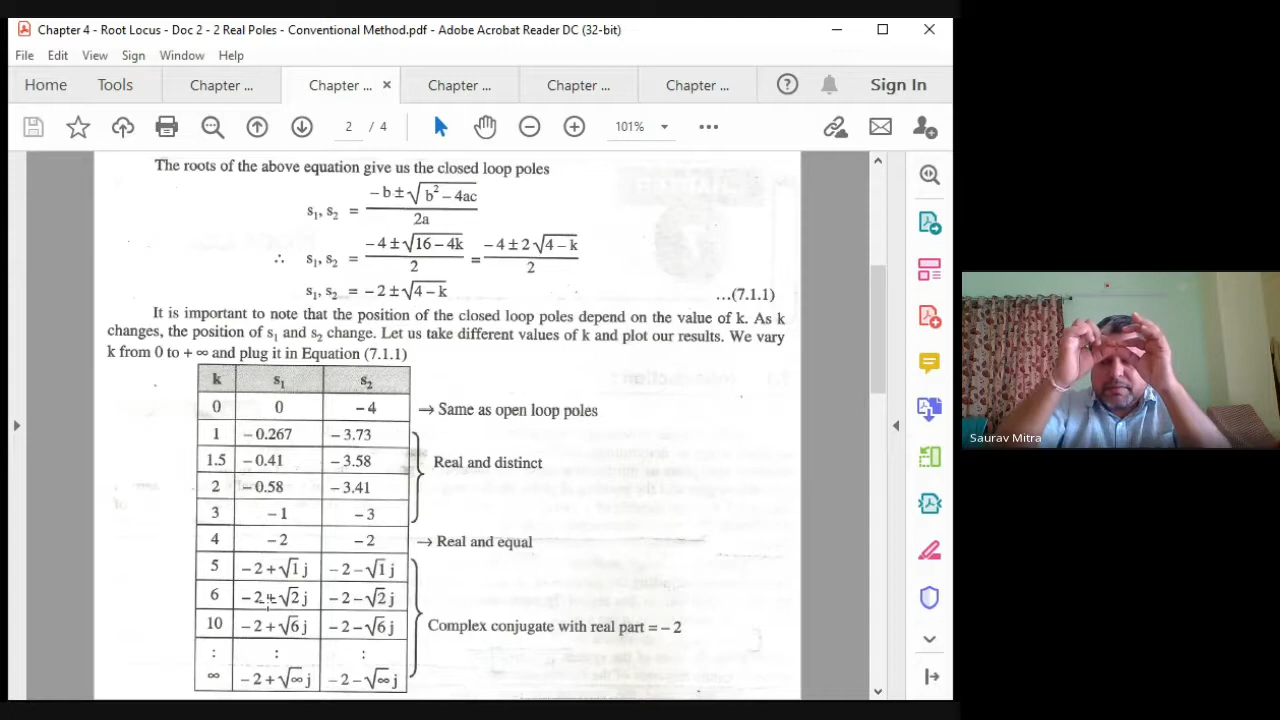 Chapter 4 - Root Locus - Doc 2 - 2 Real Poles - Conventional Method.pdf - Adobe Acrobat Reader DC (32-bit)
File Edit View Sign Window Help
Home Tools Chapter ... Chapter ... × Chapter ... Chapter ... Chapter ... Sign In
2 / 4 101%
The roots of the above equation give us the closed loop poles
s₁, s₂ = (−b ± √(b² − 4ac)) / 2a
∴ s₁, s₂ = (−4 ± √(16 − 4k)) / 2 = (−4 ± 2√(4 − k)) / 2
s₁, s₂ = −2 ± √(4 − k) ...(7.1.1)
It is important to note that the position of the closed loop poles depend on the value of k. As k
changes, the position of s₁ and s₂ change. Let us take different values of k and plot our results. We vary
k from 0 to + ∞ and plug it in Equation (7.1.1)
k s₁ s₂
0 0 −4 → Same as open loop poles
1 −0.267 −3.73
1.5 −0.41 −3.58 Real and distinct
2 −0.58 −3.41
3 −1 −3
4 −2 −2 → Real and equal
5 −2+√1 j −2−√1 j
6 −2+√2 j −2−√2 j
10 −2+√6 j −2−√6 j Complex conjugate with real part = −2
: : :
∞ −2+√∞ j −2−√∞ j
Saurav Mitra